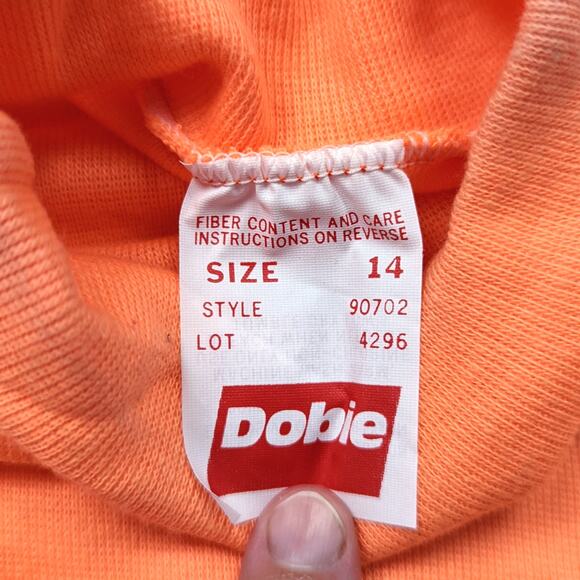 FIBER CONTENT AND CARE
INSTRUCTIONS ON REVERSE
SIZE 14
STYLE 90702
LOT 4296
Dobie